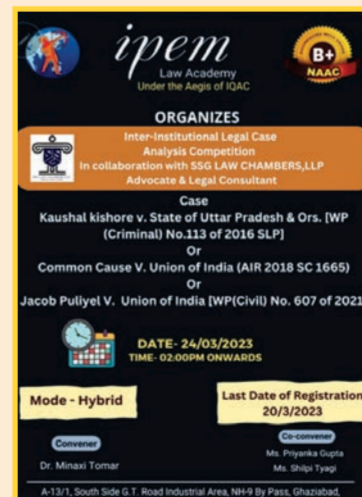 ipem
Law Academy
Under the Aegis of IQAC
B+
NAAC
ORGANIZES
Inter-Institutional Legal Case
Analysis Competition
In collaboration with SSG LAW CHAMBERS,LLP
Advocate & Legal Consultant
Case
Kaushal kishore v. State of Uttar Pradesh & Ors. [WP
(Criminal) No.113 of 2016 SLP]
Or
Common Cause V. Union of India (AIR 2018 SC 1665)
Or
Jacob Puliyel V. Union of India [WP(Civil) No. 607 of 2021
DATE- 24/03/2023
TIME- 02:00PM ONWARDS
Mode - Hybrid
Last Date of Registration
20/3/2023
Convener
Dr. Minaxi Tomar
Co-convener
Ms. Priyanka Gupta
Ms. Shilpi Tyagi
A-13/1, South Side G.T. Road Industrial Area, NH-9 By Pass, Ghaziabad,